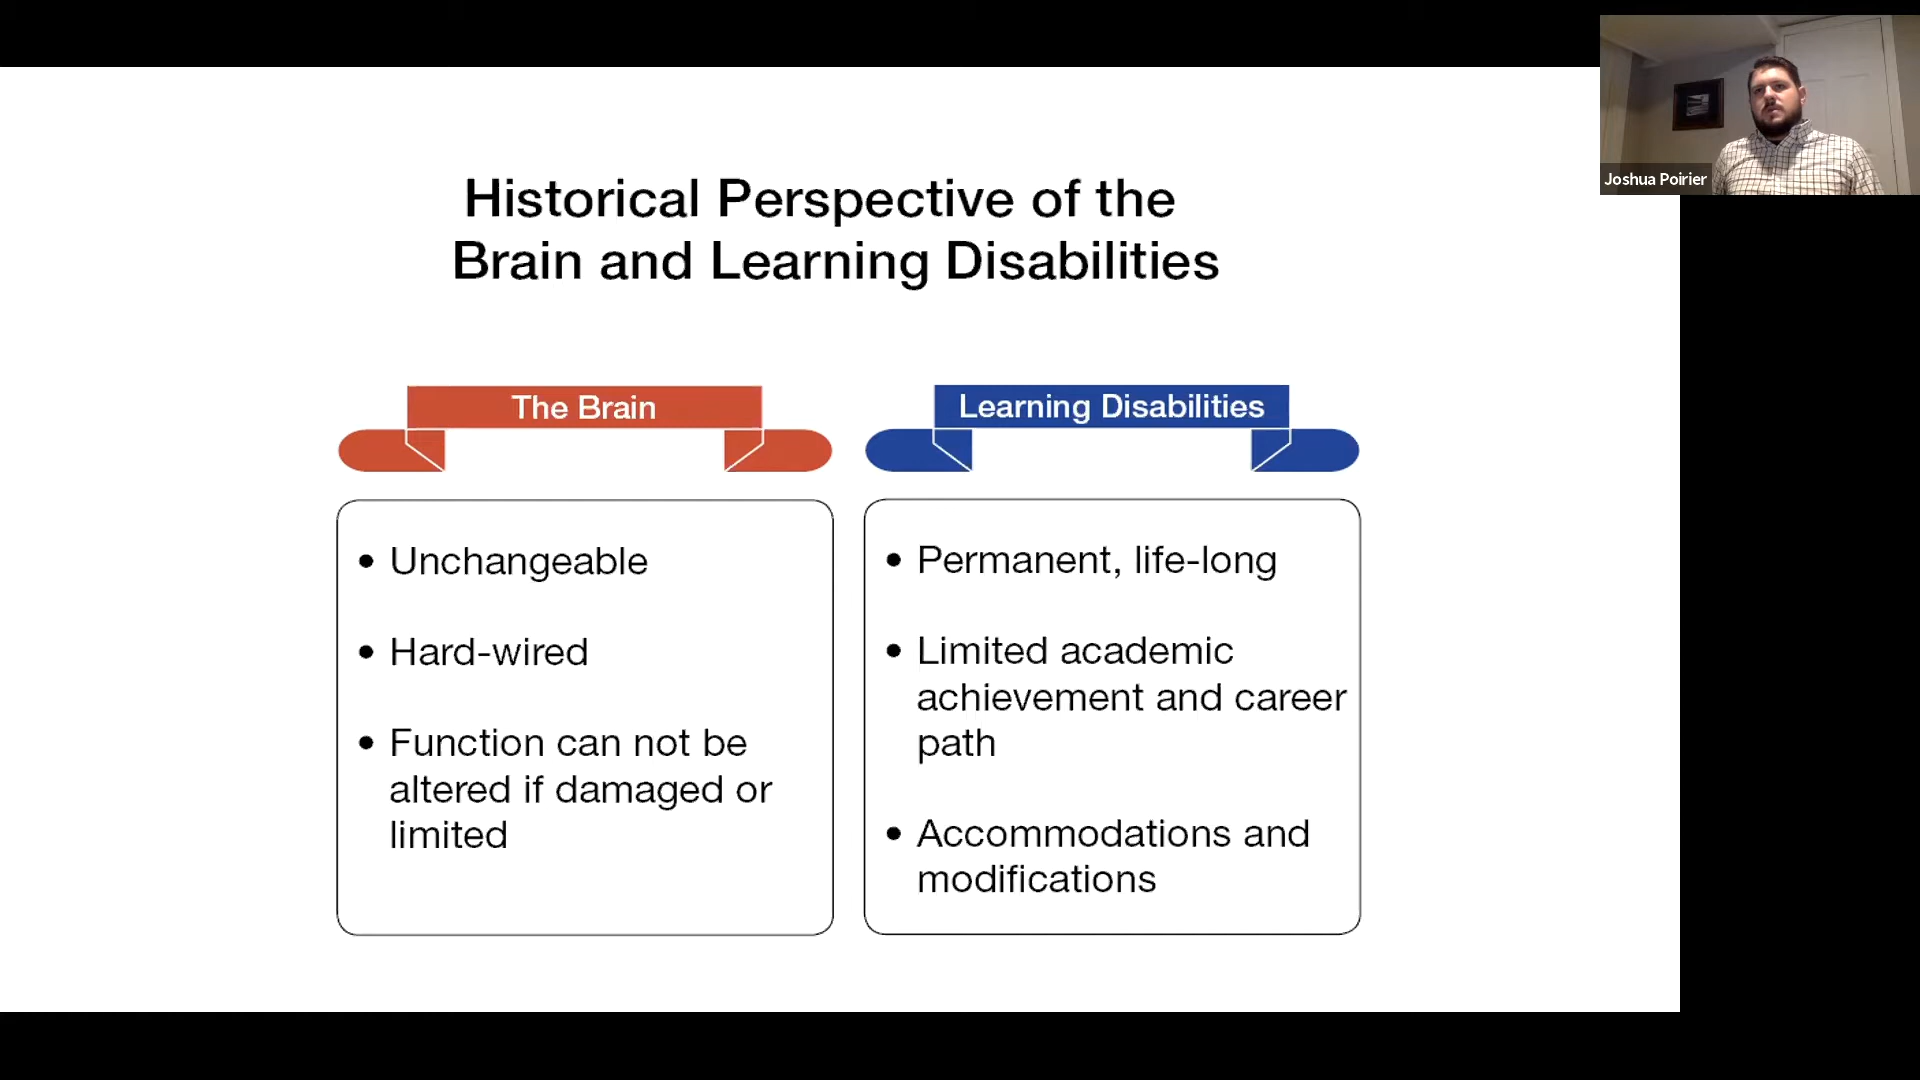 Joshua Poirier
Historical Perspective of the
Brain and Learning Disabilities
The Brain
• Unchangeable
• Hard-wired
• Function can not be
altered if damaged or
limited
Learning Disabilities
• Permanent, life-long
• Limited academic
achievement and career
path
• Accommodations and
modifications